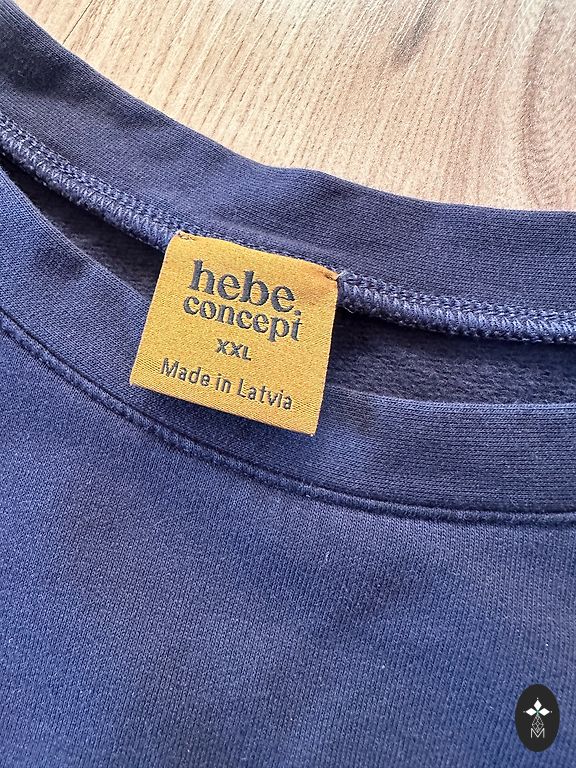 hebe.
concept
XXL
Made in Latvia
M